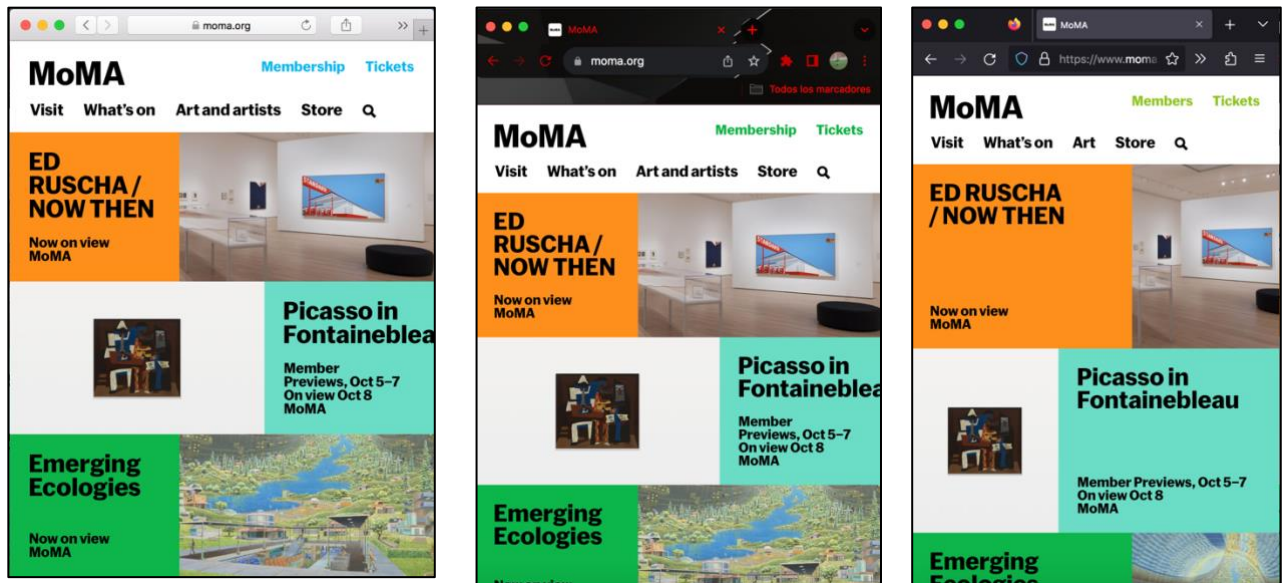 moma.org
MoMA
Membership Tickets
Visit What's on Art and artists Store
ED
RUSCHA /
NOW THEN
Now on view
MoMA
Picasso in
Fontainebleau
Member
Previews, Oct 5–7
On view Oct 8
MoMA
Emerging
Ecologies
Now on view
MoMA
MoMA
moma.org
Todos los marcadores
MoMA
Membership Tickets
Visit What's on Art and artists Store
ED
RUSCHA /
NOW THEN
Now on view
MoMA
Picasso in
Fontaineblea
Member
Previews, Oct 5–7
On view Oct 8
MoMA
Emerging
Ecologies
MoMA
https://www.moma
MoMA
Members Tickets
Visit What's on Art Store
ED RUSCHA
/ NOW THEN
Now on view
MoMA
Picasso in
Fontainebleau
Member Previews, Oct 5–7
On view Oct 8
MoMA
Emerging
Ecologies